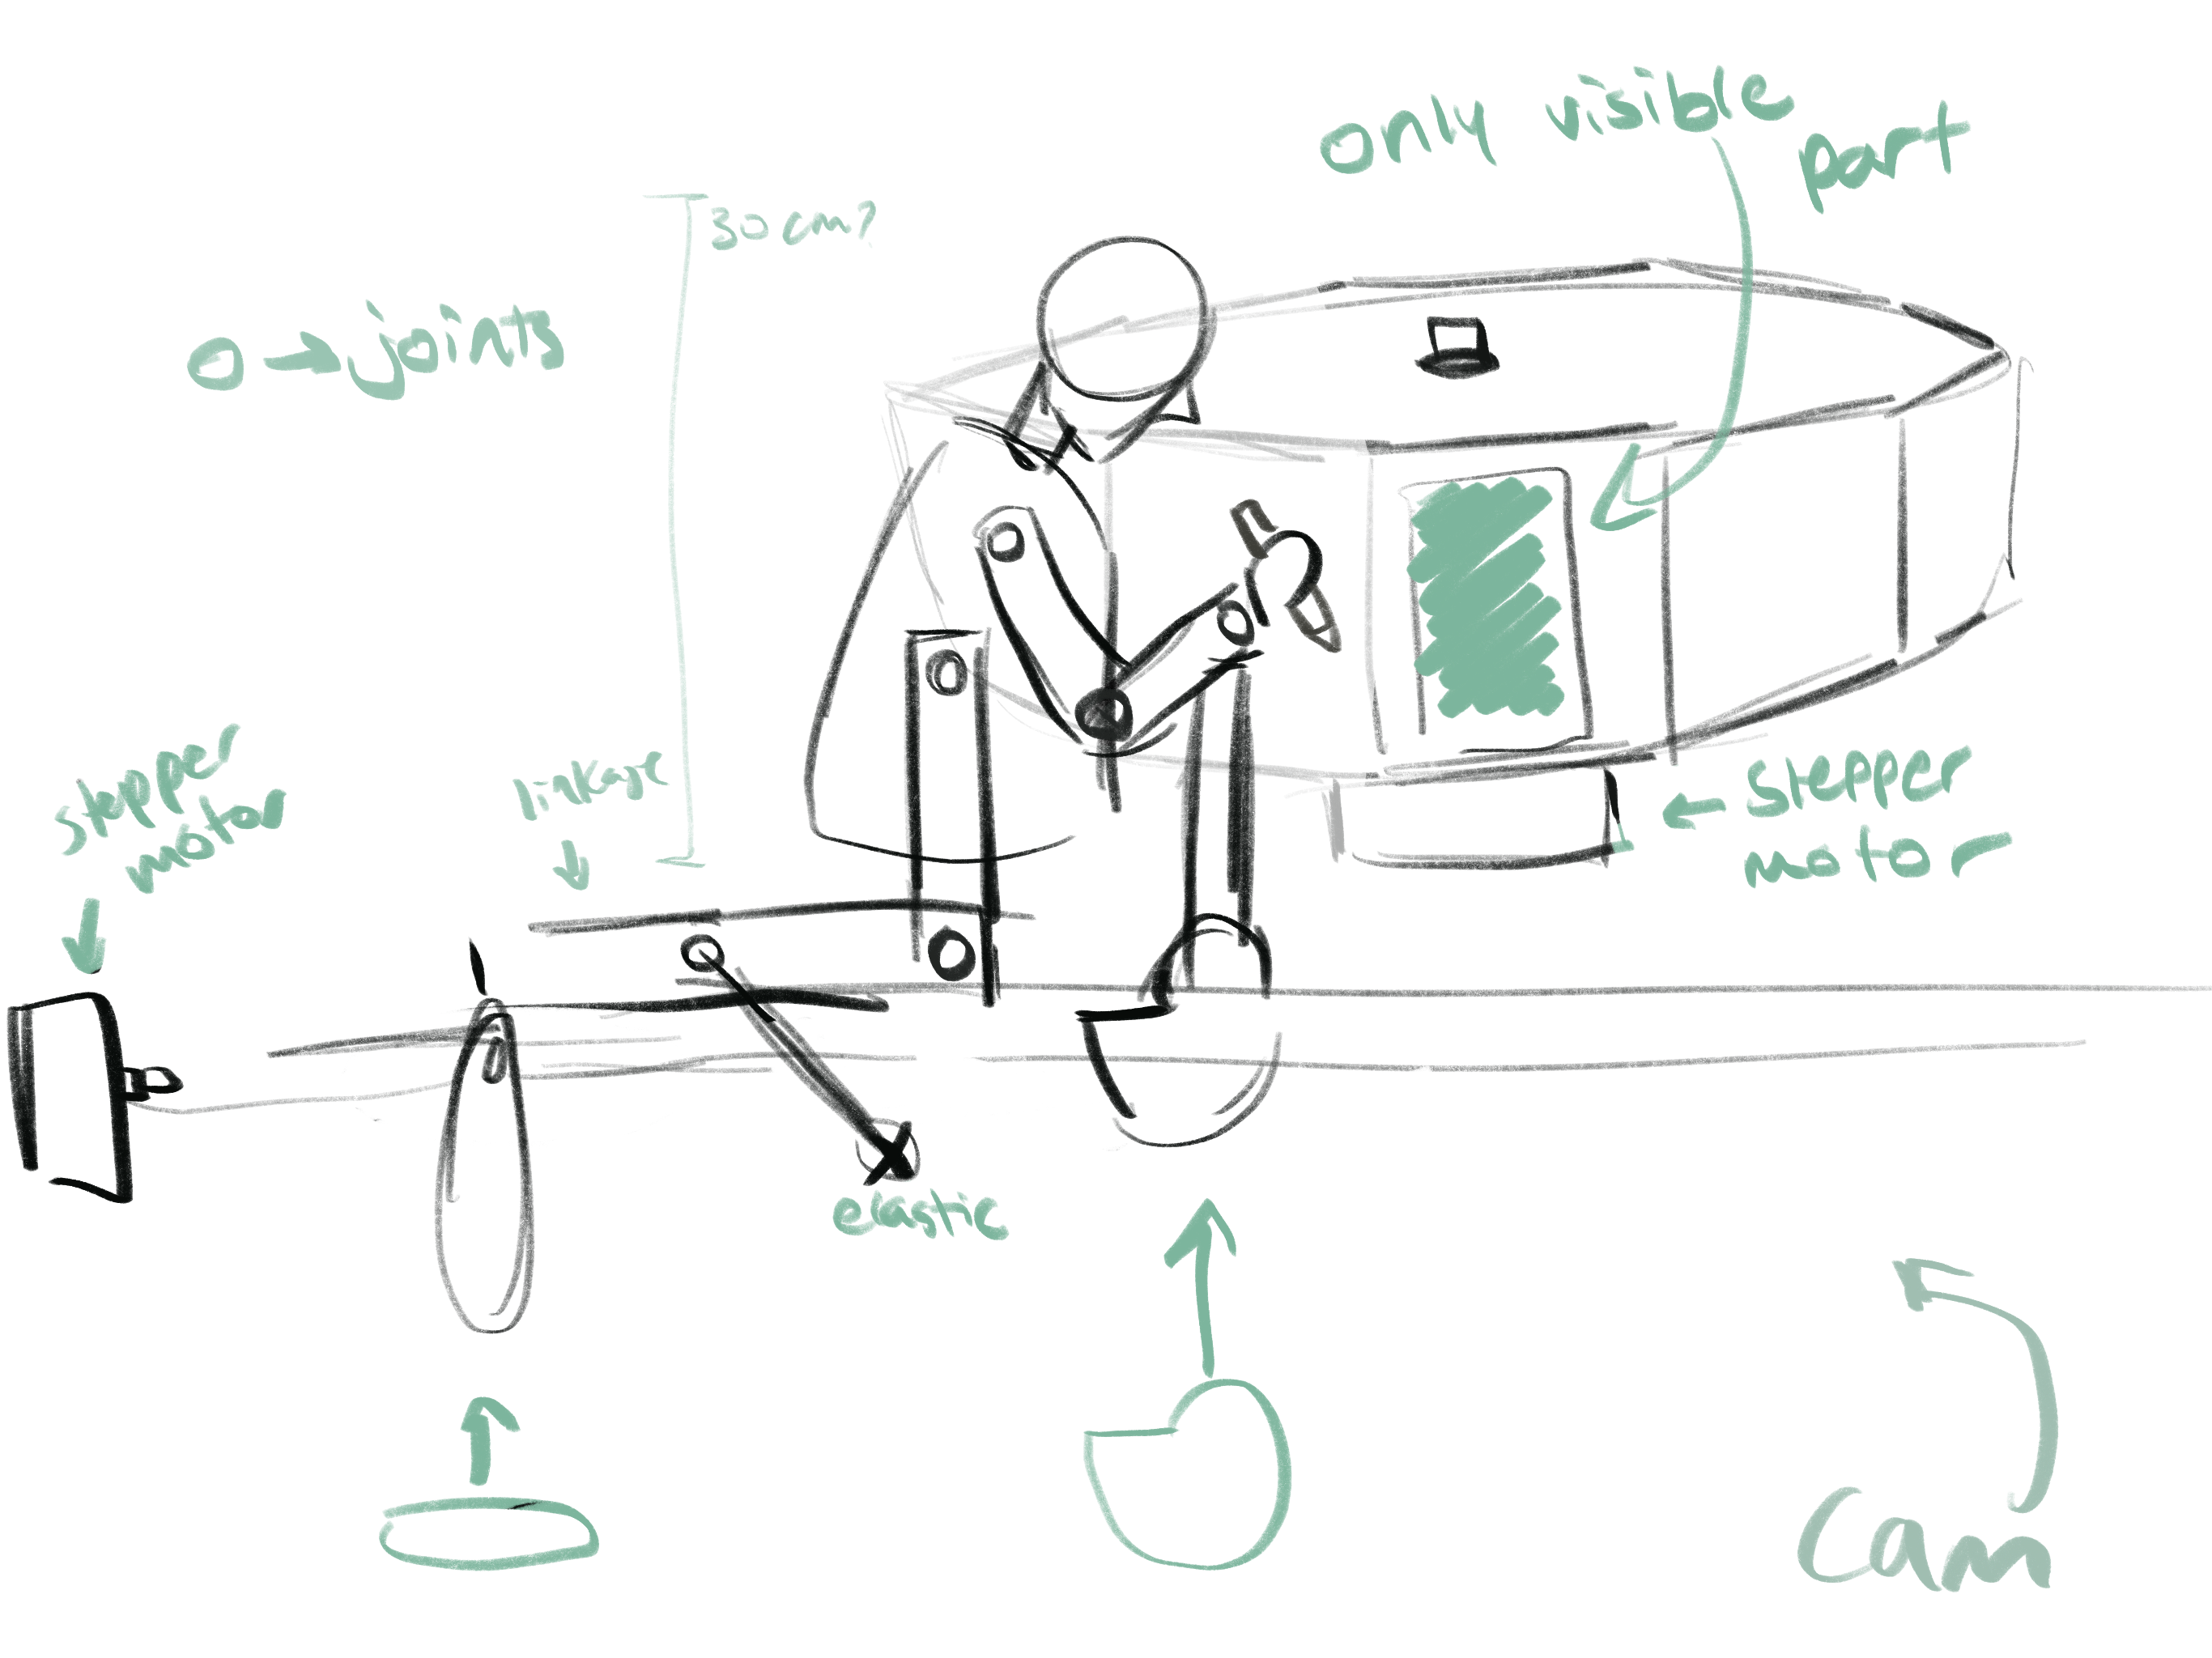 only visible
part
30 cm?
O → joints
stepper
motor
linkage
← stepper
motor
elastic
cam